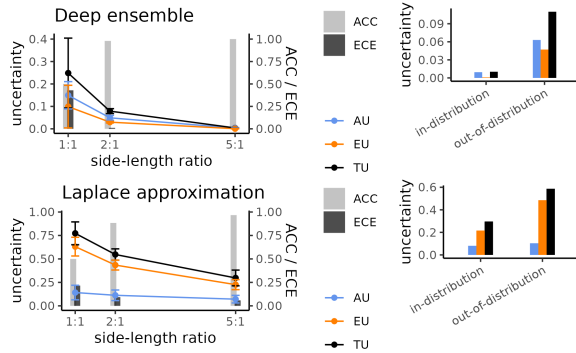 Deep ensemble
uncertainty
0.4
0.3
0.2
0.1
0.0
1:1
2:1
5:1
side-length ratio
1.00
0.75
0.50
0.25
0.00
ACC / ECE
ACC
ECE
AU
EU
TU
uncertainty
0.09
0.06
0.03
0.00
in-distribution
out-of-distribution
Laplace approximation
uncertainty
1.00
0.75
0.50
0.25
0.00
1:1
2:1
5:1
side-length ratio
1.00
0.75
0.50
0.25
0.00
ACC / ECE
ACC
ECE
AU
EU
TU
uncertainty
0.6
0.4
0.2
0.0
in-distribution
out-of-distribution